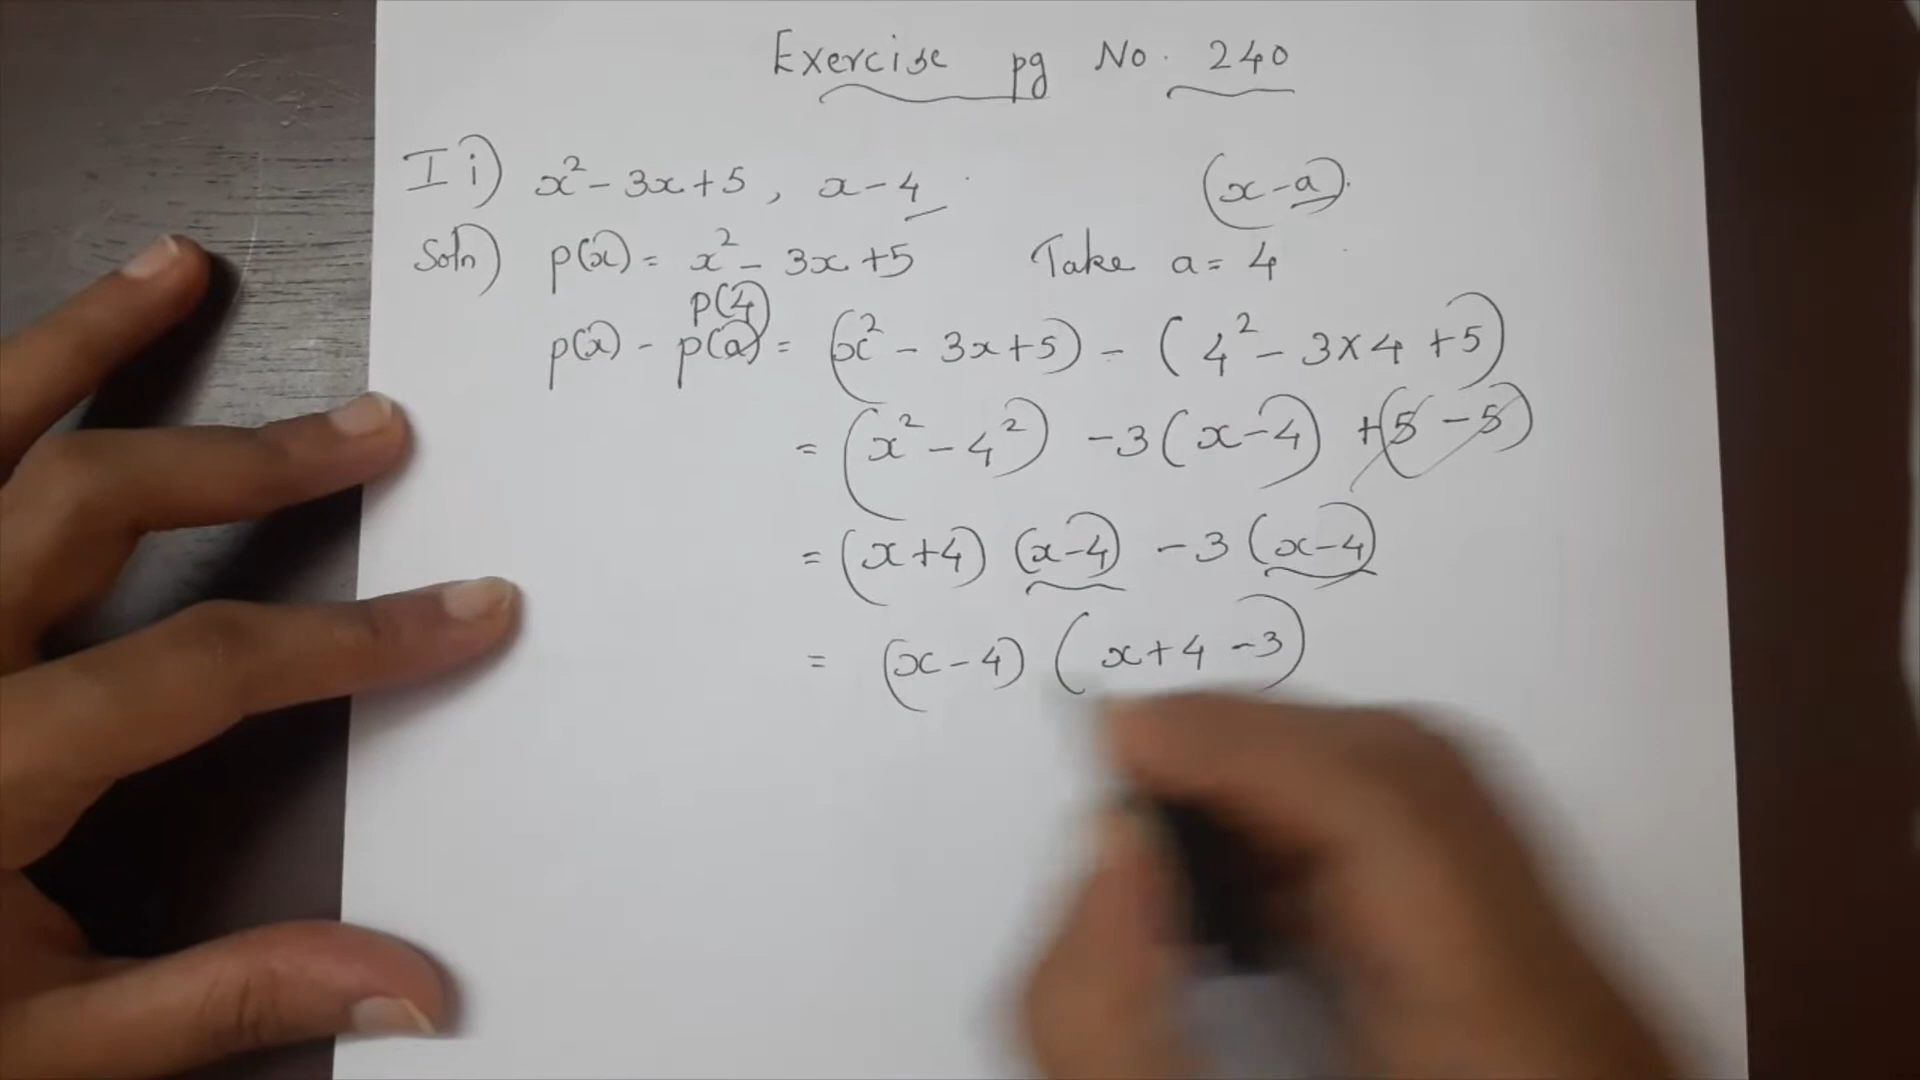 Exercise pg No. 240
I i) x² - 3x + 5, x - 4 (x - a).
Soln) p(x) = x² - 3x + 5 Take a = 4
p(4)
p(x) - p(a) = (x² - 3x + 5) - (4² - 3 × 4 + 5)
= (x² - 4²) - 3(x - 4) + (5 - 5)
= (x + 4) (x - 4) - 3 (x - 4)
= (x - 4) (x + 4 - 3)